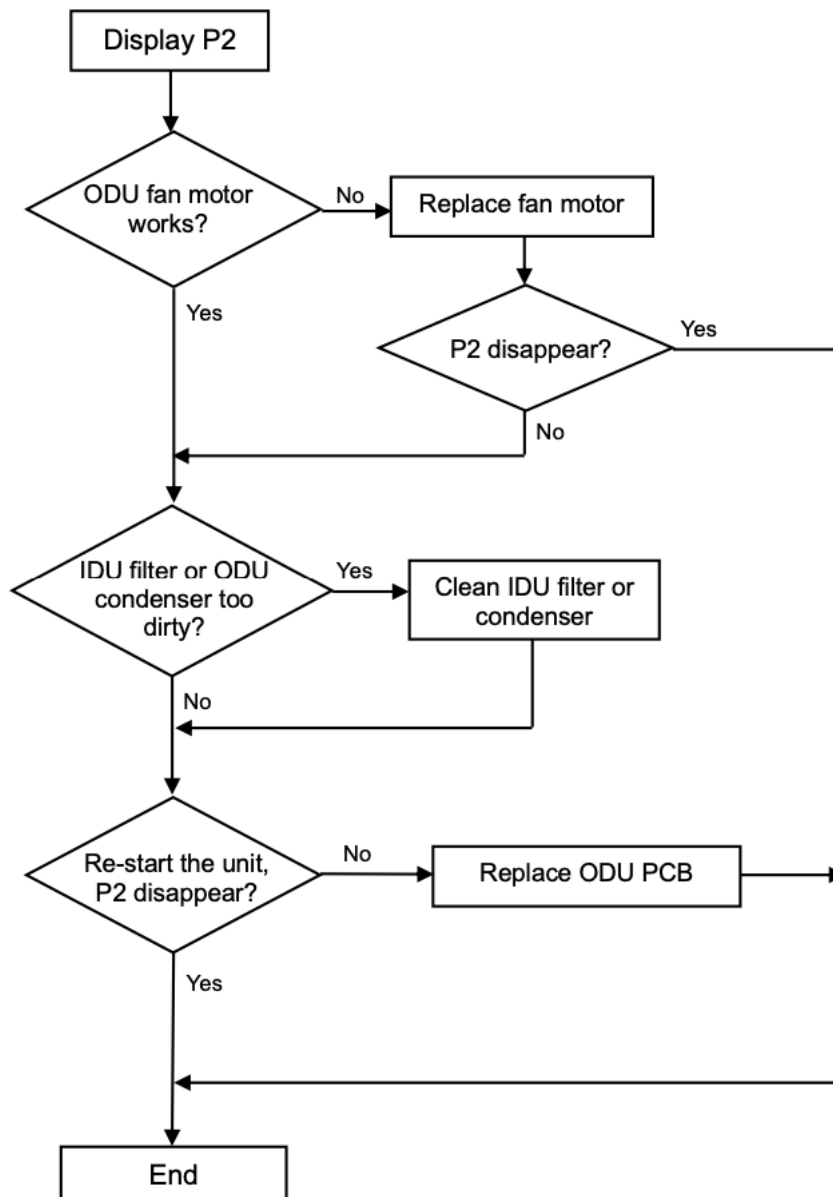 Display P2
ODU fan motor
works?
No
Replace fan motor
Yes
P2 disappear?
Yes
No
IDU filter or ODU
condenser too
dirty?
Yes
Clean IDU filter or
condenser
No
Re-start the unit,
P2 disappear?
No
Replace ODU PCB
Yes
End